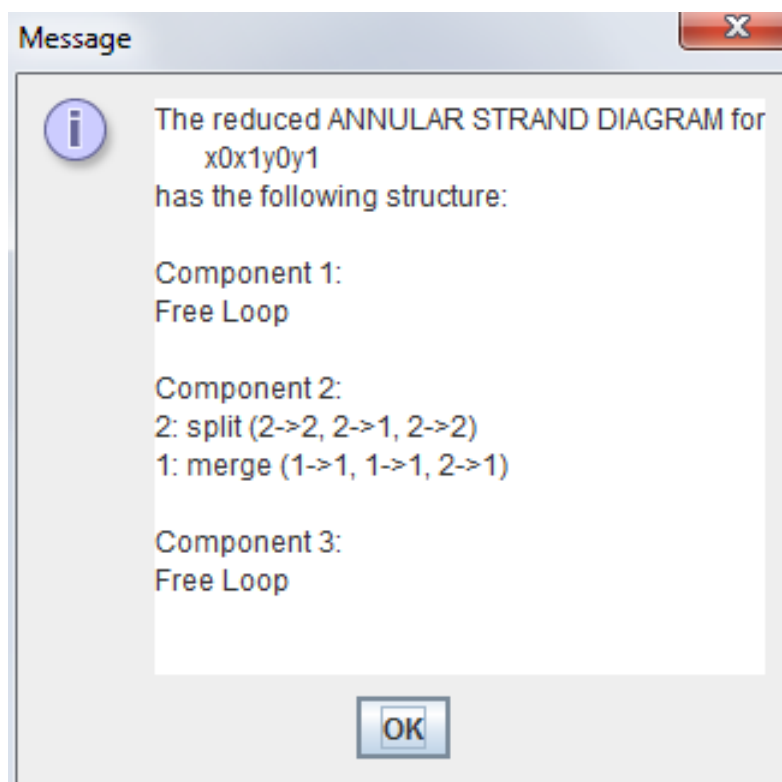 Message
The reduced ANNULAR STRAND DIAGRAM for
x0x1y0y1
has the following structure:
Component 1:
Free Loop
Component 2:
2: split (2->2, 2->1, 2->2)
1: merge (1->1, 1->1, 2->1)
Component 3:
Free Loop
OK